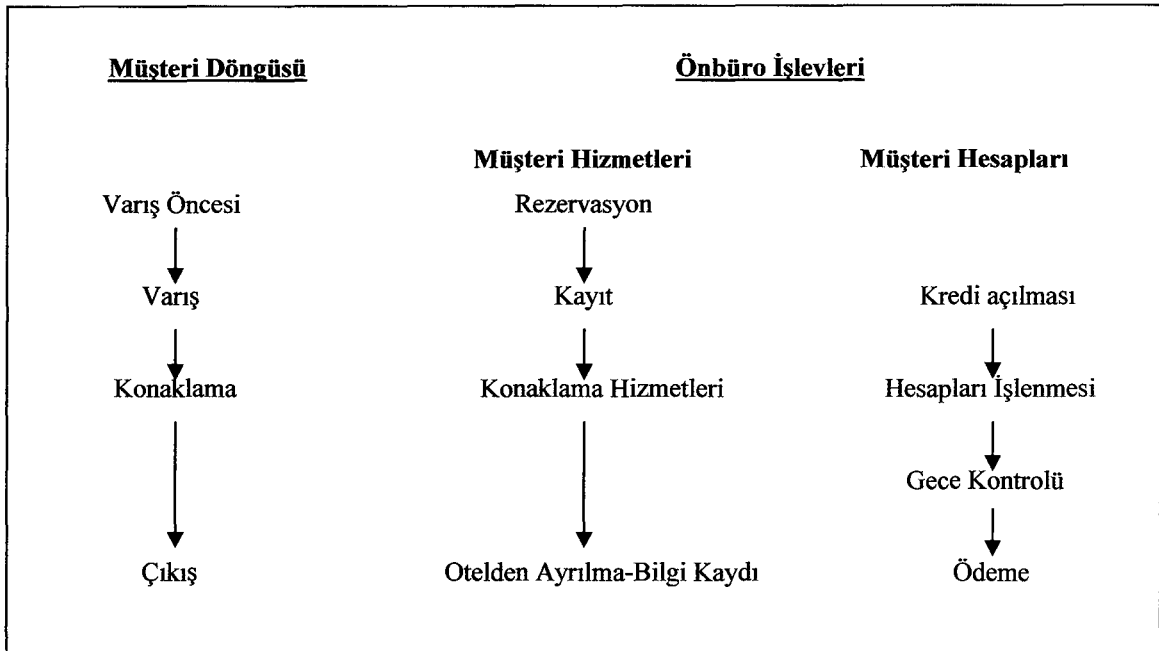 Müşteri Döngüsü Önbüro İşlevleri
Müşteri Hizmetleri Müşteri Hesapları
Varış Öncesi Rezervasyon
Varış Kayıt Kredi açılması
Konaklama Konaklama Hizmetleri Hesapları İşlenmesi
Gece Kontrolü
Çıkış Otelden Ayrılma-Bilgi Kaydı Ödeme